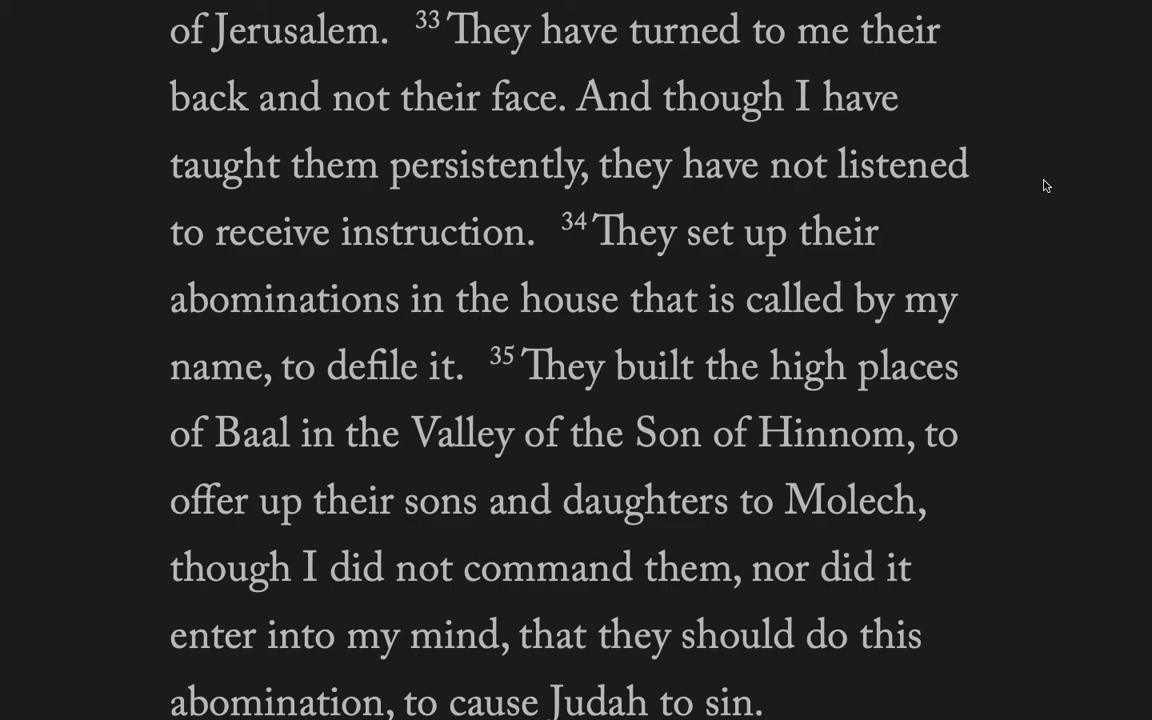 of Jerusalem. 33 They have turned to me their
back and not their face. And though I have
taught them persistently, they have not listened
to receive instruction. 34 They set up their
abominations in the house that is called by my
name, to defile it. 35 They built the high places
of Baal in the Valley of the Son of Hinnom, to
offer up their sons and daughters to Molech,
though I did not command them, nor did it
enter into my mind, that they should do this
abomination, to cause Judah to sin.